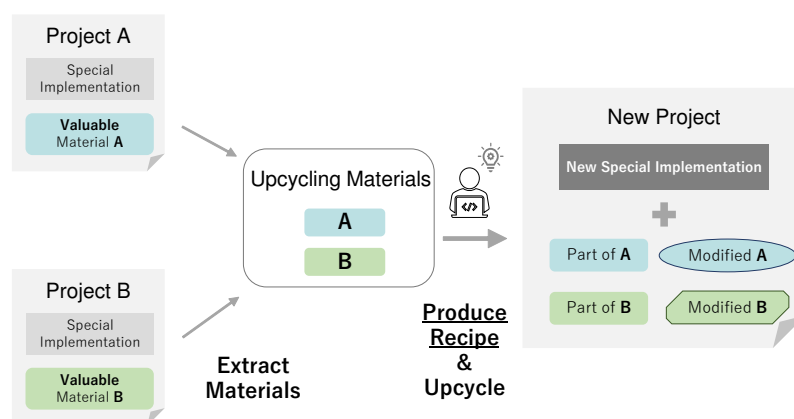 Project A
Special
Implementation
Valuable
Material A
Project B
Special
Implementation
Valuable
Material B
Extract
Materials
Upcycling Materials
A
B
</>
Produce
Recipe
&
Upcycle
New Project
New Special Implementation
Part of A
Modified A
Part of B
Modified B